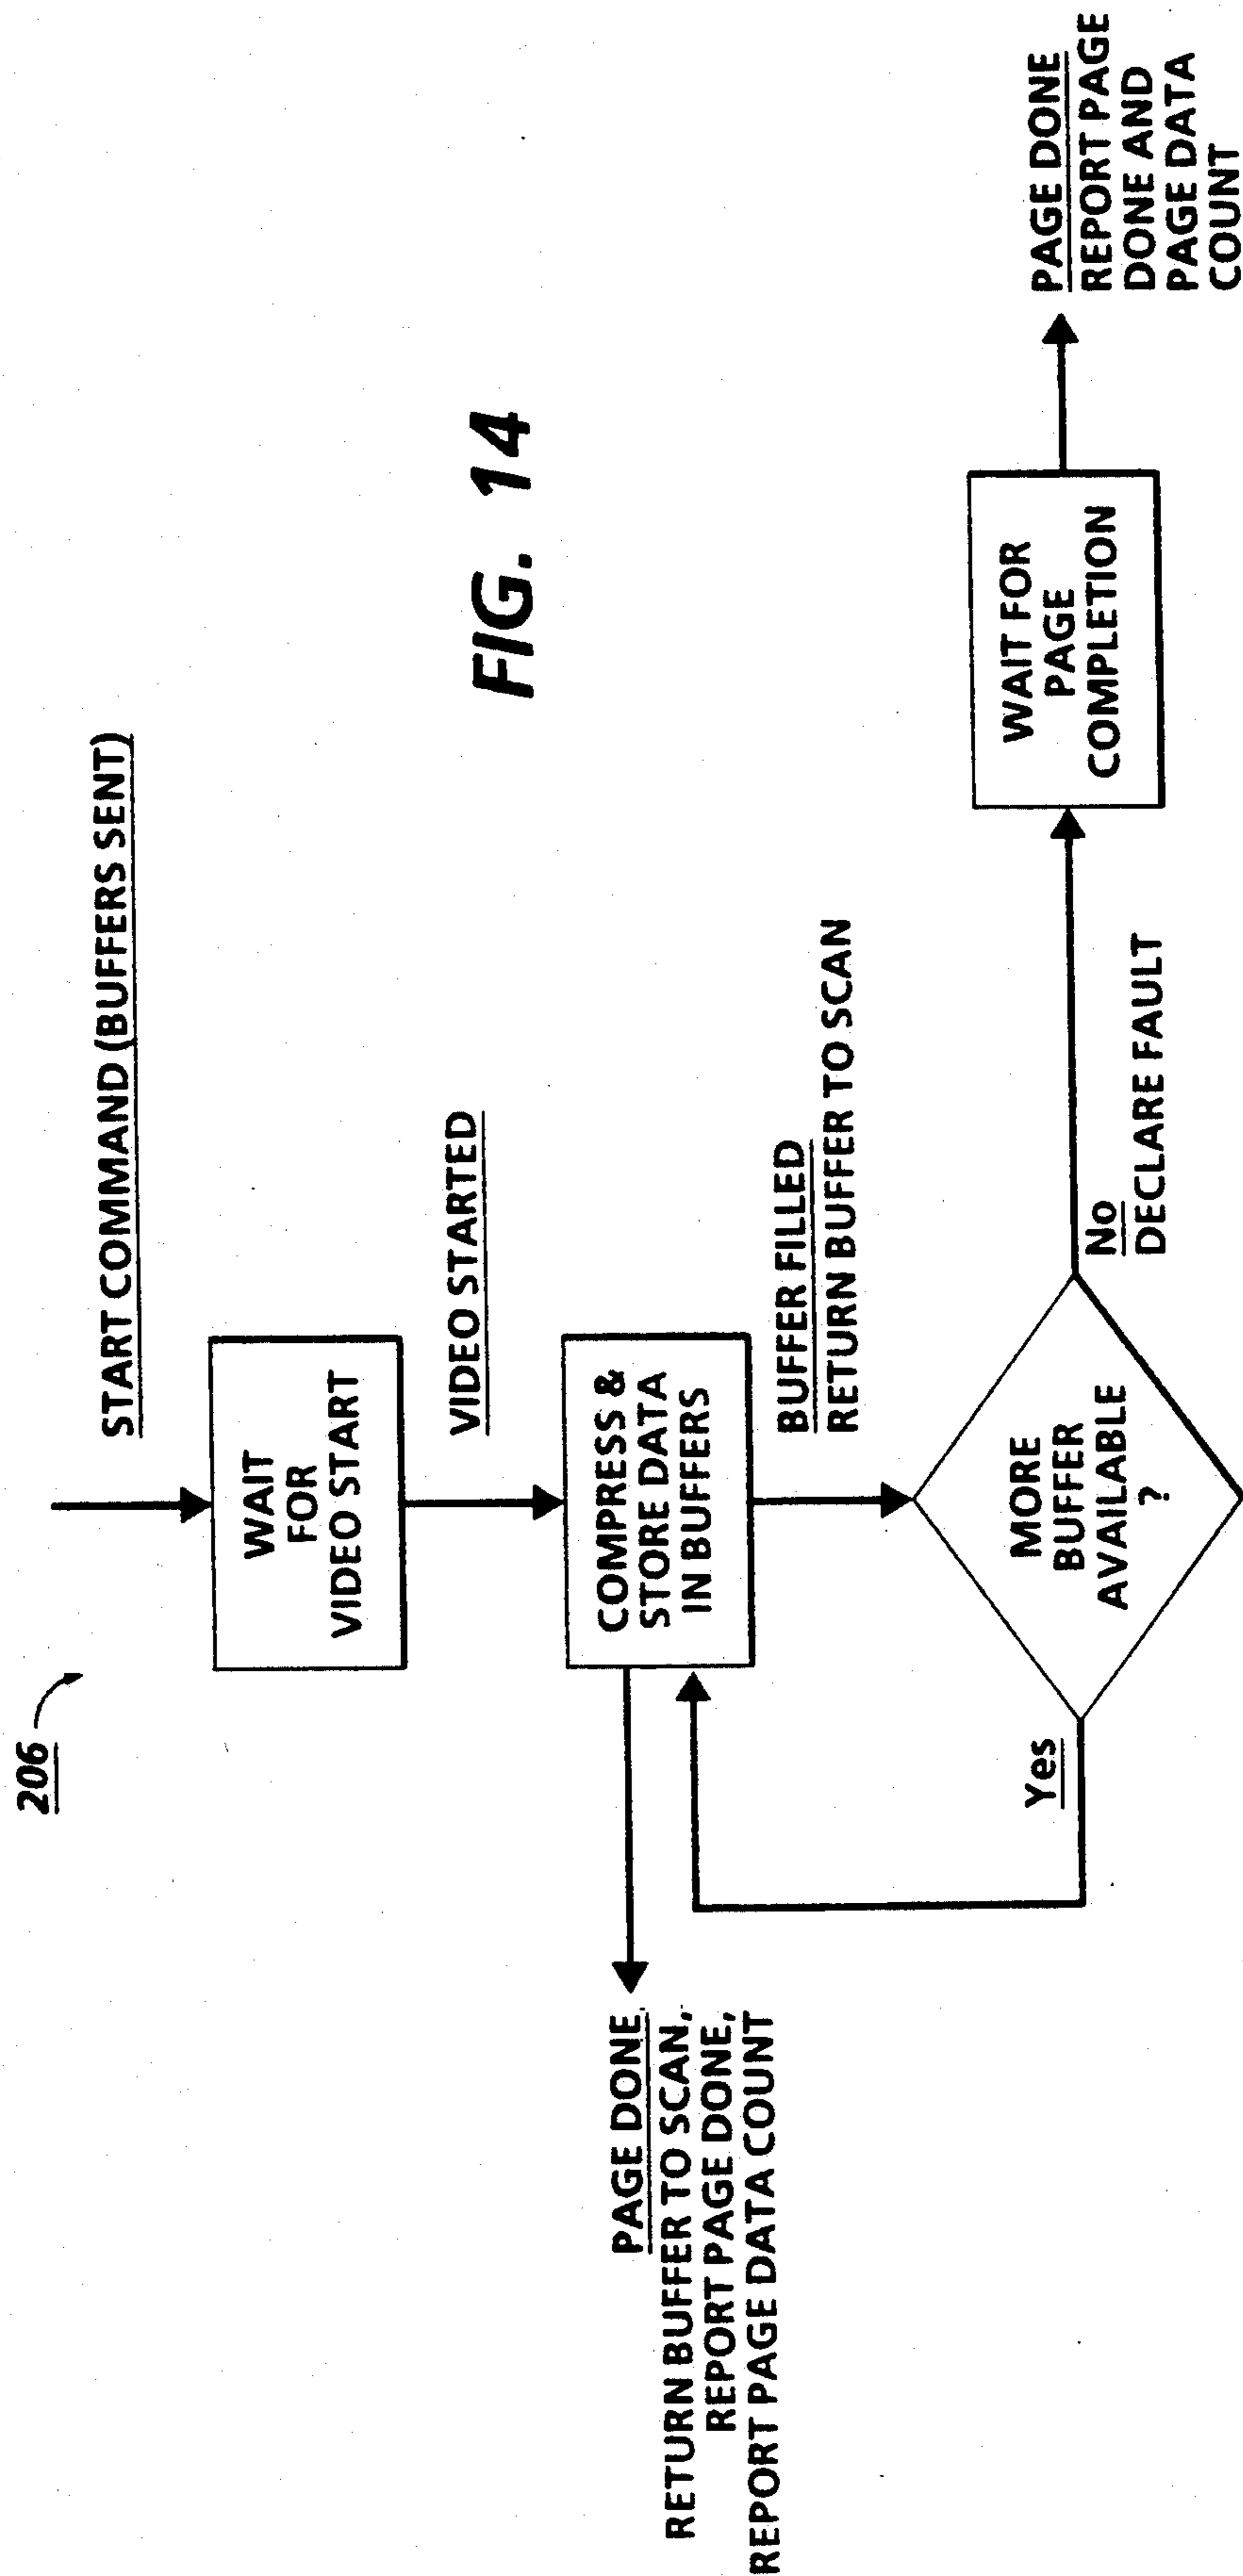 206
START COMMAND (BUFFERS SENT)
WAIT
FOR
VIDEO START
VIDEO STARTED
FIG. 14
PAGE DONE
RETURN BUFFER TO SCAN,
REPORT PAGE DONE,
REPORT PAGE DATA COUNT
COMPRESS &
STORE DATA
IN BUFFERS
BUFFER FILLED
RETURN BUFFER TO SCAN
Yes
MORE
BUFFER
AVAILABLE
?
No
DECLARE FAULT
WAIT FOR
PAGE
COMPLETION
PAGE DONE
REPORT PAGE
DONE AND
PAGE DATA
COUNT